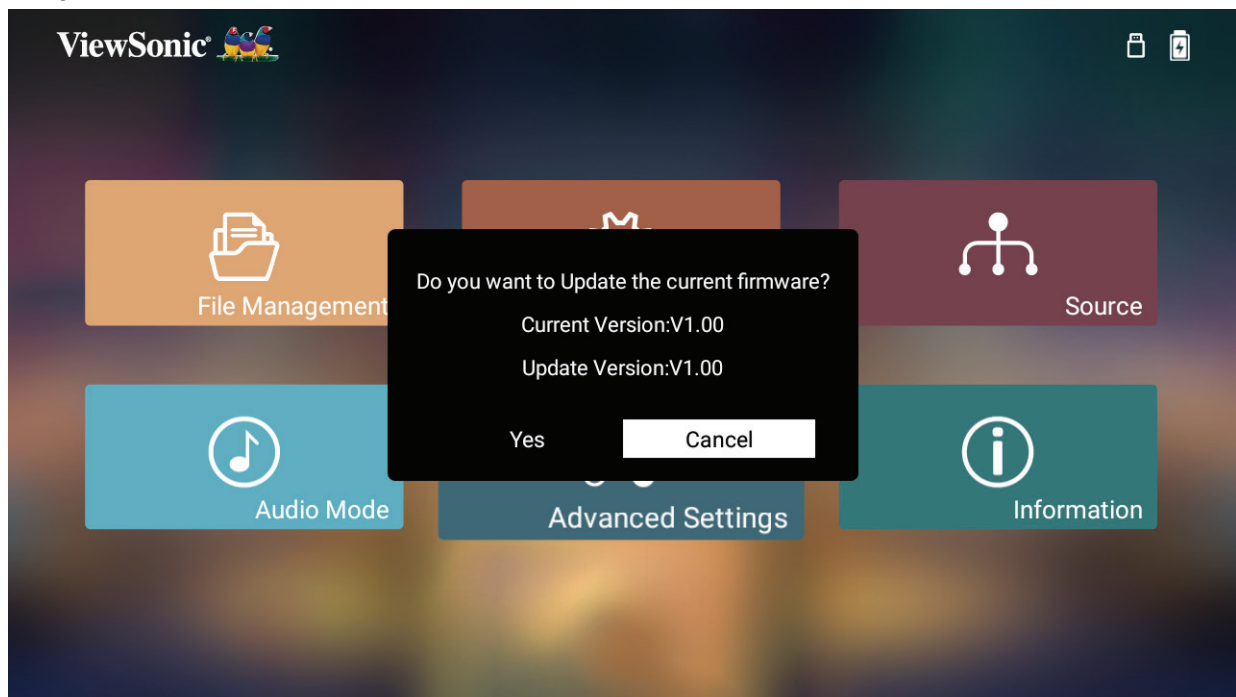 ViewSonic®
File Management
Source
Do you want to Update the current firmware?
Current Version:V1.00
Update Version:V1.00
Yes
Cancel
Audio Mode
Advanced Settings
Information